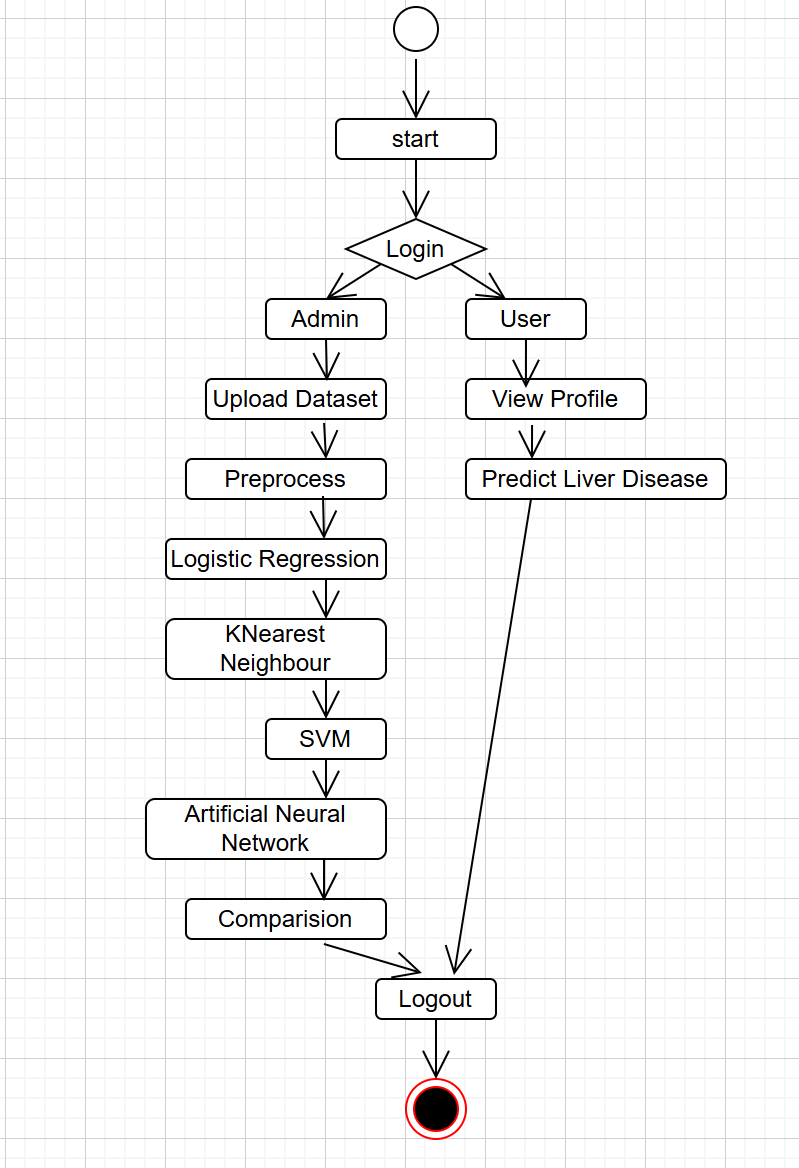 start
Login
Admin
User
Upload Dataset
View Profile
Preprocess
Predict Liver Disease
Logistic Regression
KNearest
Neighbour
SVM
Artificial Neural
Network
Comparision
Logout